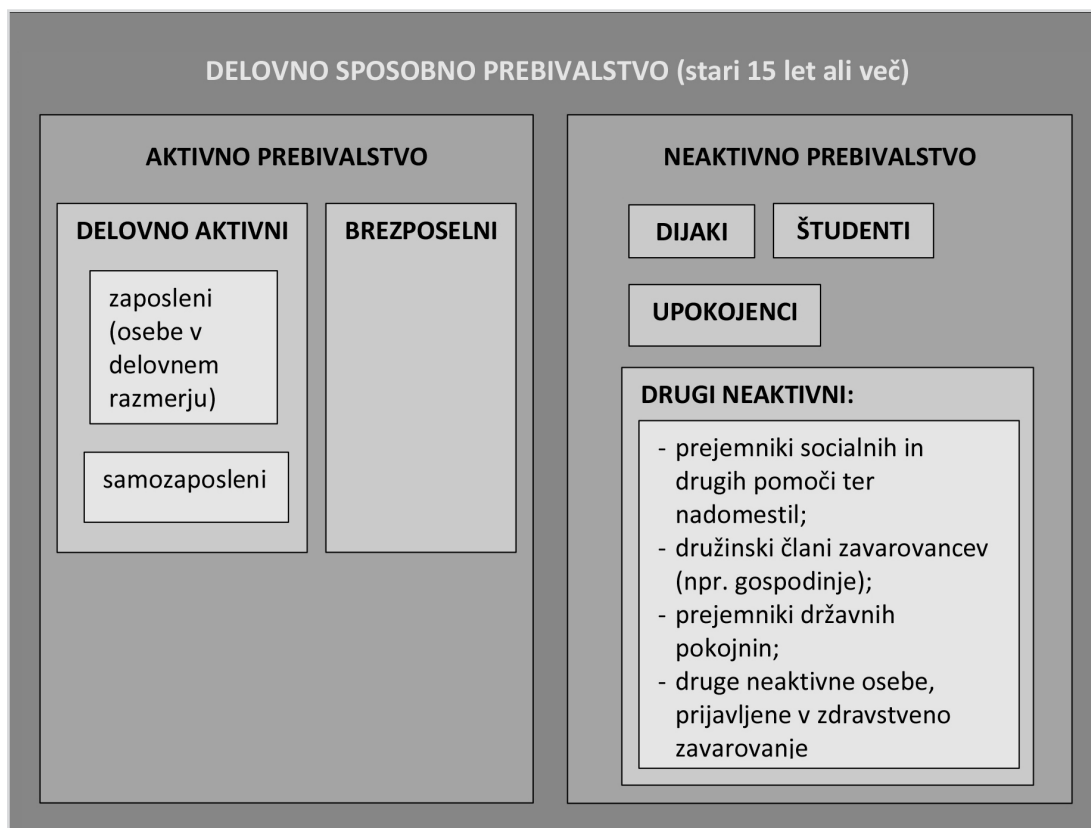 DELOVNO SPOSOBNO PREBIVALSTVO (stari 15 let ali več)
AKTIVNO PREBIVALSTVO
DELOVNO AKTIVNI
zaposleni
(osebe v
delovnem
razmerju)
samozaposleni
BREZPOSELNI
NEAKTIVNO PREBIVALSTVO
DIJAKI
ŠTUDENTI
UPOKOJENCI
DRUGI NEAKTIVNI:
- prejemniki socialnih in
drugih pomoči ter
nadomestil;
- družinski člani zavarovancev
(npr. gospodinje);
- prejemniki državnih
pokojnin;
- druge neaktivne osebe,
prijavljene v zdravstveno
zavarovanje